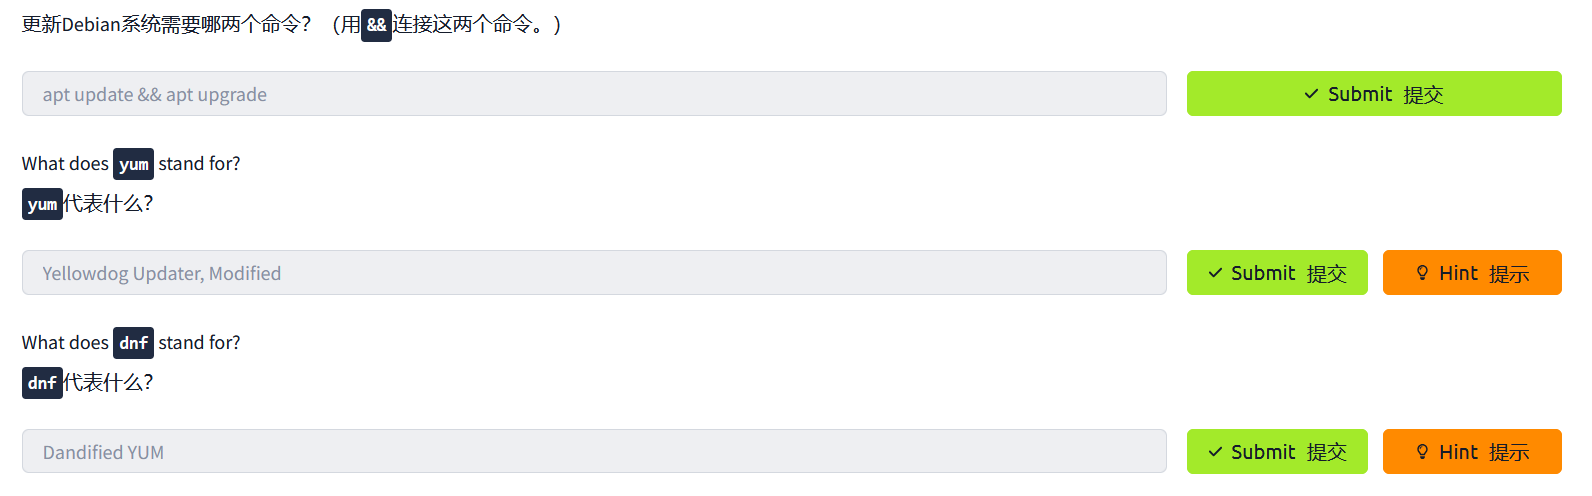 更新Debian系统需要哪两个命令？（用&&连接这两个命令。）
apt update && apt upgrade
Submit 提交
What does yum stand for?
yum代表什么？
Yellowdog Updater, Modified
Submit 提交
Hint 提示
What does dnf stand for?
dnf代表什么？
Dandified YUM
Submit 提交
Hint 提示